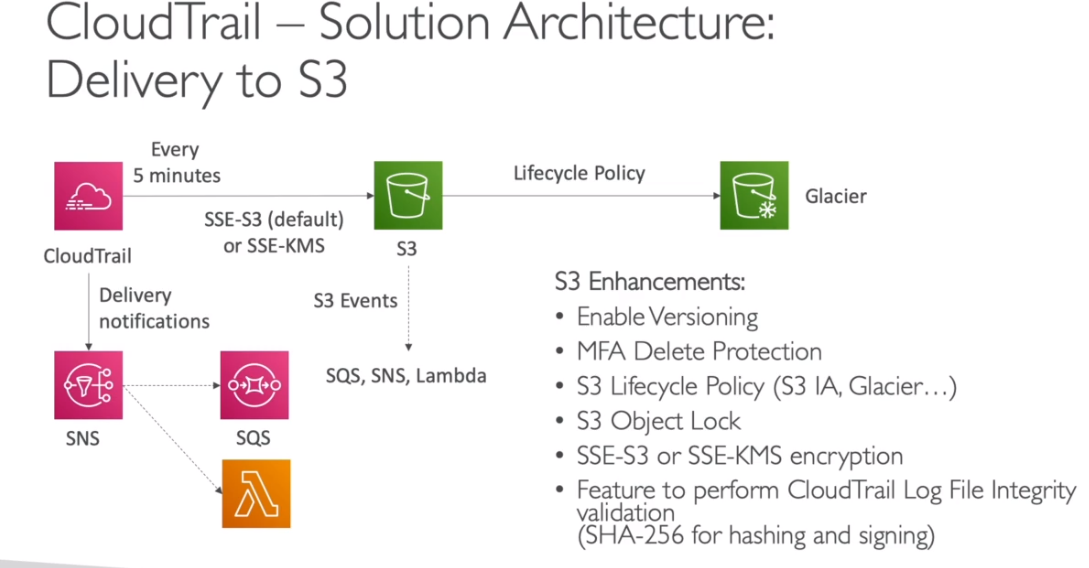 CloudTrail – Solution Architecture:
Delivery to S3
Every
5 minutes
SSE-S3 (default)
or SSE-KMS
CloudTrail
S3
Lifecycle Policy
Glacier
Delivery
notifications
S3 Events
SQS, SNS, Lambda
SNS
SQS
S3 Enhancements:
• Enable Versioning
• MFA Delete Protection
• S3 Lifecycle Policy (S3 IA, Glacier…)
• S3 Object Lock
• SSE-S3 or SSE-KMS encryption
• Feature to perform CloudTrail Log File Integrity
validation
(SHA-256 for hashing and signing)